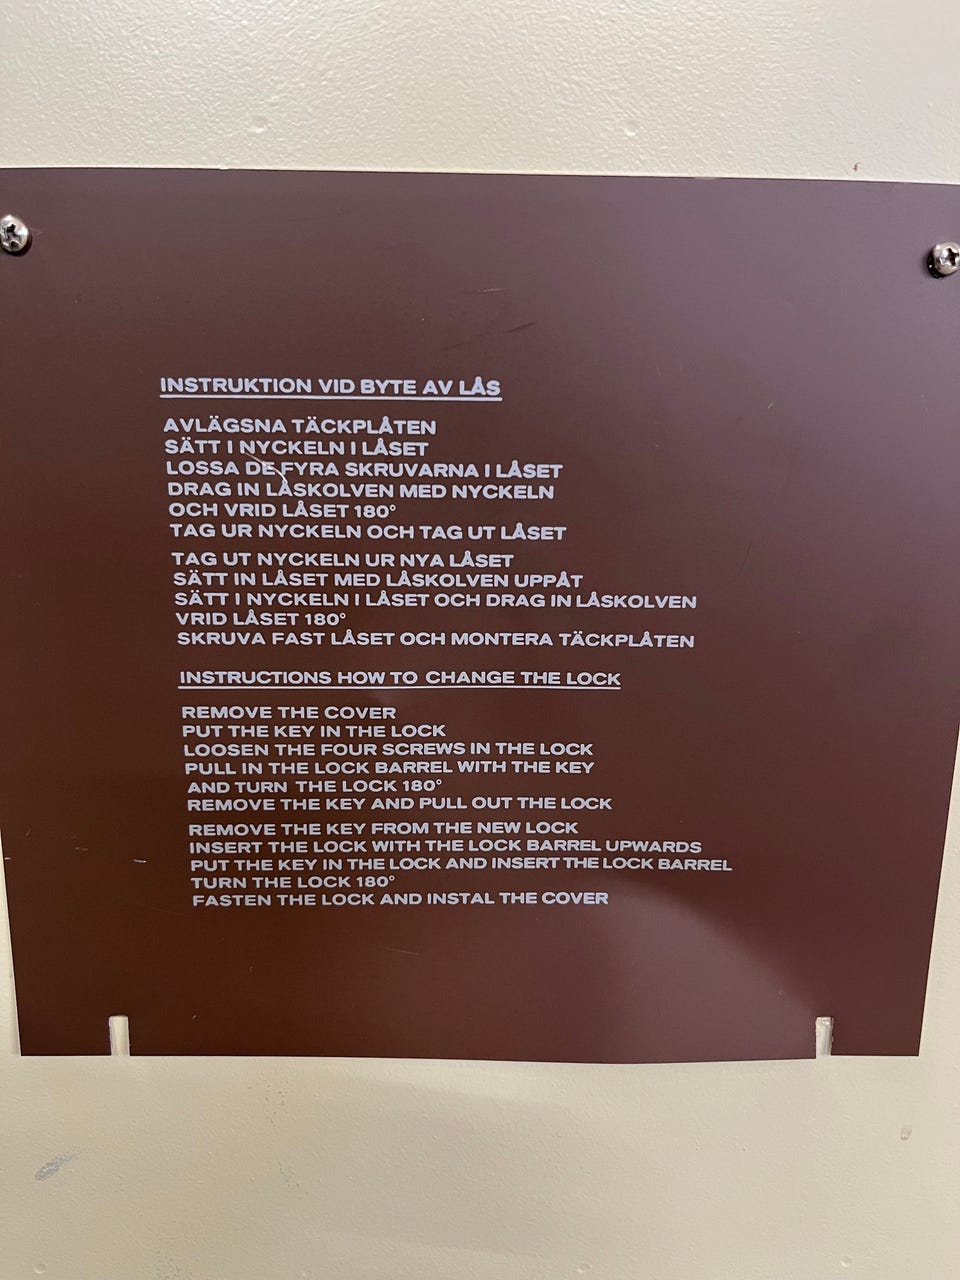 INSTRUKTION VID BYTE AV LÅS
AVLÄGSNA TÄCKPLÅTEN
SÄTT I NYCKELN I LÅSET
LOSSA DE FYRA SKRUVARNA I LÅSET
DRAG IN LÅSKOLVEN MED NYCKELN
OCH VRID LÅSET 180°
TAG UR NYCKELN OCH TAG UT LÅSET
TAG UT NYCKELN UR NYA LÅSET
SÄTT IN LÅSET MED LÅSKOLVEN UPPÅT
SÄTT I NYCKELN I LÅSET OCH DRAG IN LÅSKOLVEN
VRID LÅSET 180°
SKRUVA FAST LÅSET OCH MONTERA TÄCKPLÅTEN
INSTRUCTIONS HOW TO CHANGE THE LOCK
REMOVE THE COVER
PUT THE KEY IN THE LOCK
LOOSEN THE FOUR SCREWS IN THE LOCK
PULL IN THE LOCK BARREL WITH THE KEY
AND TURN THE LOCK 180°
REMOVE THE KEY AND PULL OUT THE LOCK
REMOVE THE KEY FROM THE NEW LOCK
INSERT THE LOCK WITH THE LOCK BARREL UPWARDS
PUT THE KEY IN THE LOCK AND INSERT THE LOCK BARREL
TURN THE LOCK 180°
FASTEN THE LOCK AND INSTAL THE COVER